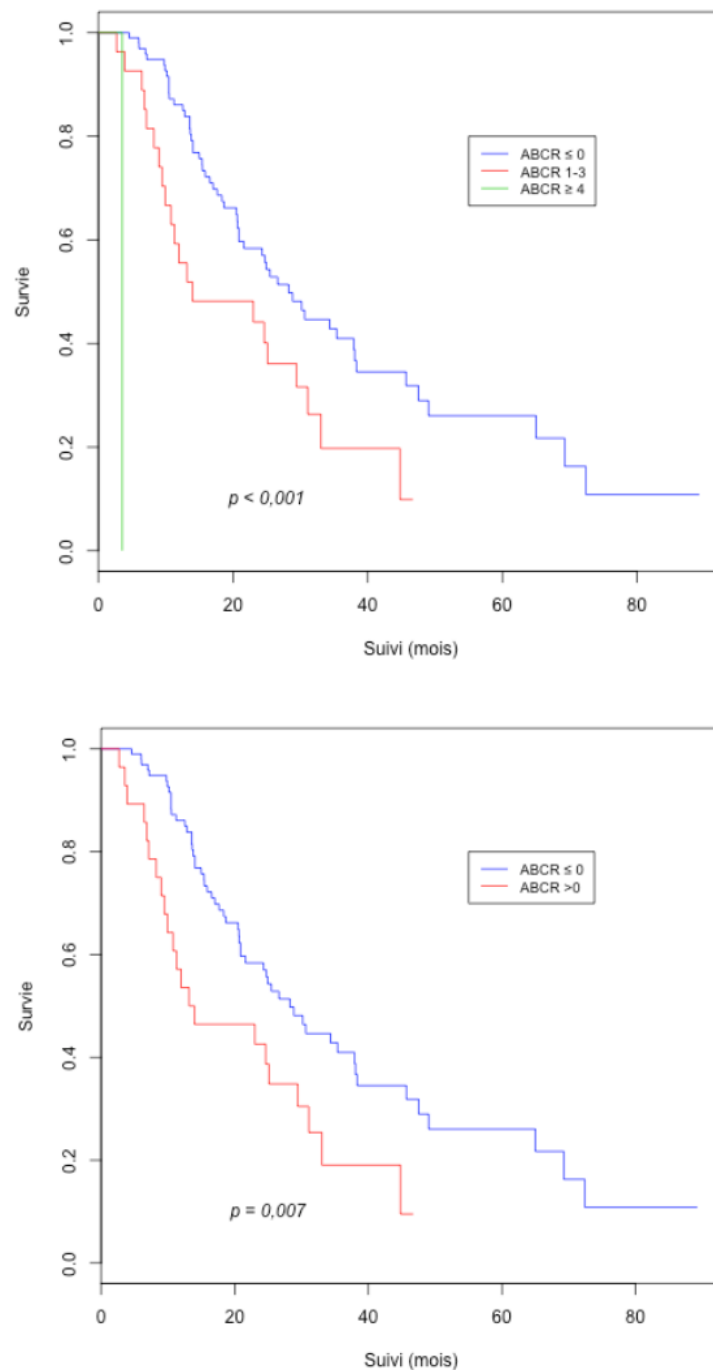 1.0
0.8
0.6
0.4
0.2
0.0
Survie
ABCR ≤ 0
ABCR 1-3
ABCR ≥ 4
p < 0,001
0 20 40 60 80
Suivi (mois)
1.0
0.8
0.6
0.4
0.2
0.0
Survie
ABCR ≤ 0
ABCR >0
p = 0,007
0 20 40 60 80
Suivi (mois)